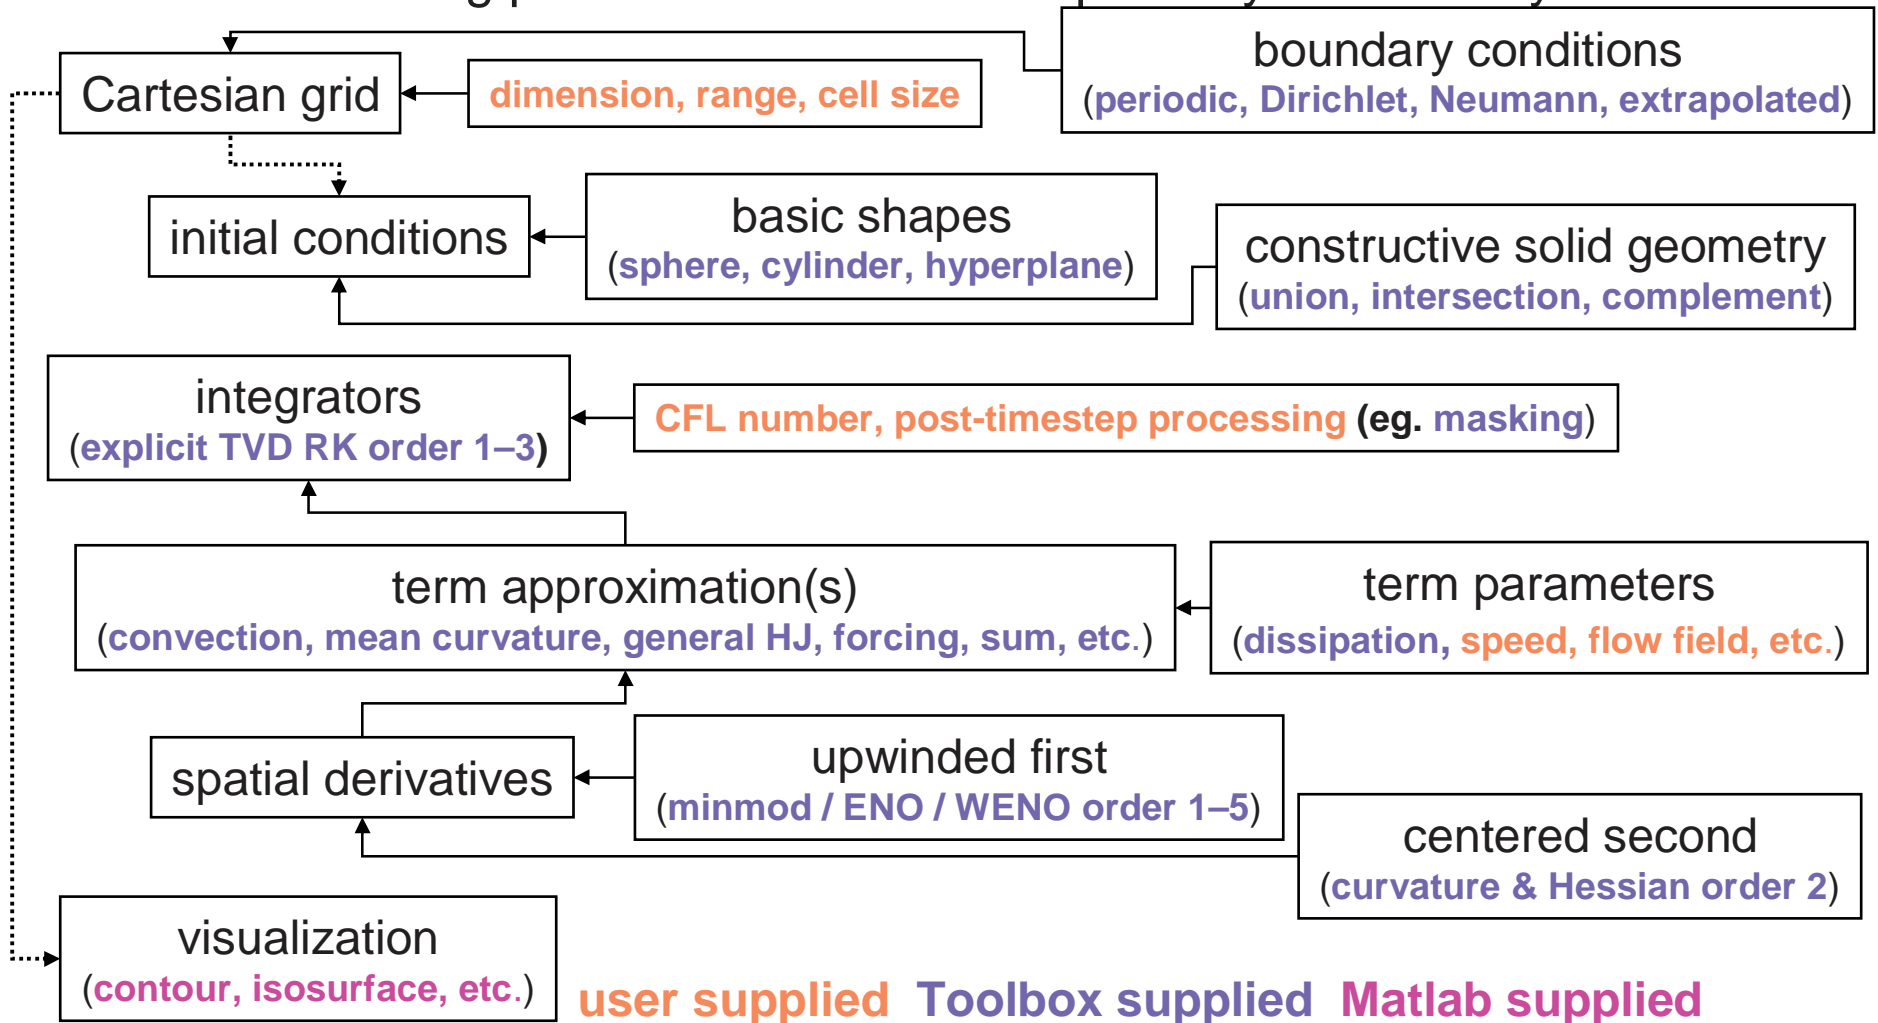 boundary conditions
(periodic, Dirichlet, Neumann, extrapolated)
Cartesian grid
dimension, range, cell size
initial conditions
basic shapes
(sphere, cylinder, hyperplane)
constructive solid geometry
(union, intersection, complement)
integrators
(explicit TVD RK order 1–3)
CFL number, post-timestep processing (eg. masking)
term approximation(s)
(convection, mean curvature, general HJ, forcing, sum, etc.)
term parameters
(dissipation, speed, flow field, etc.)
spatial derivatives
upwinded first
(minmod / ENO / WENO order 1–5)
centered second
(curvature & Hessian order 2)
visualization
(contour, isosurface, etc.)
user supplied Toolbox supplied Matlab supplied